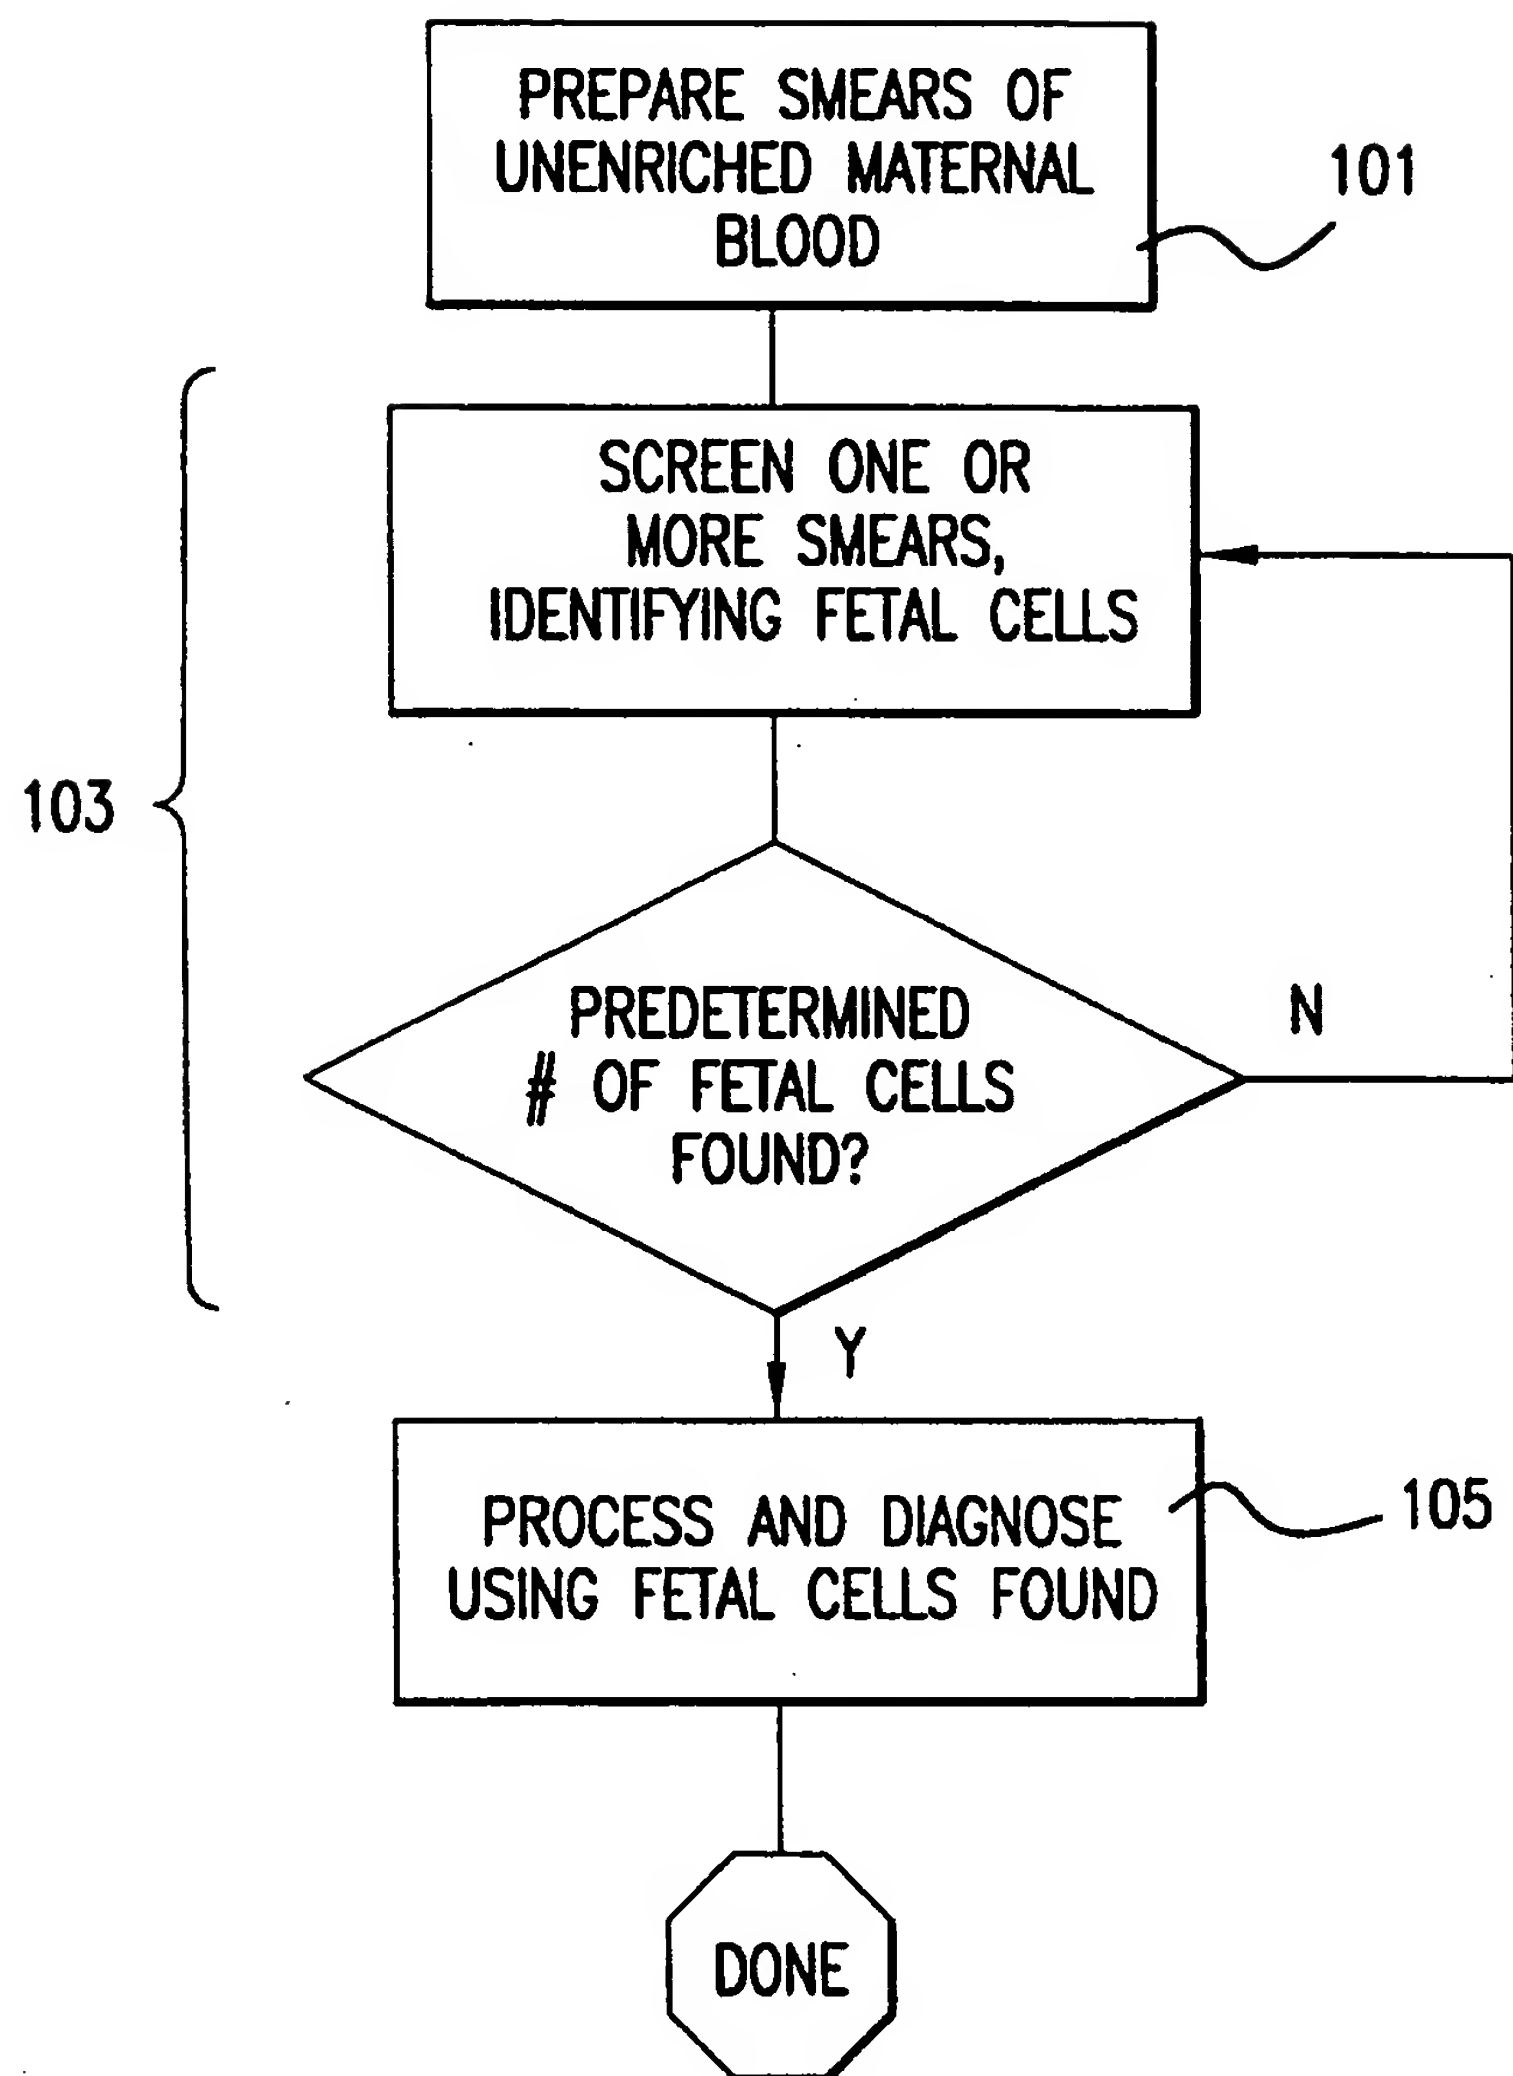 PREPARE SMEARS OF
UNENRICHED MATERNAL
BLOOD
101
SCREEN ONE OR
MORE SMEARS,
IDENTIFYING FETAL CELLS
103
PREDETERMINED
# OF FETAL CELLS
FOUND?
N
Y
PROCESS AND DIAGNOSE
USING FETAL CELLS FOUND
105
DONE